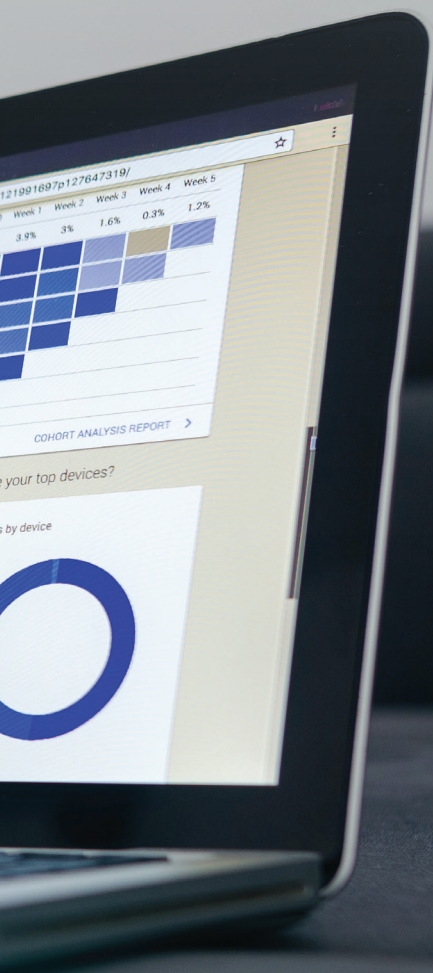 121991697p127647319/
Week 1 Week 2 Week 3 Week 4 Week 5
3.9% 3% 1.6% 0.3% 1.2%
COHORT ANALYSIS REPORT >
your top devices?
by device